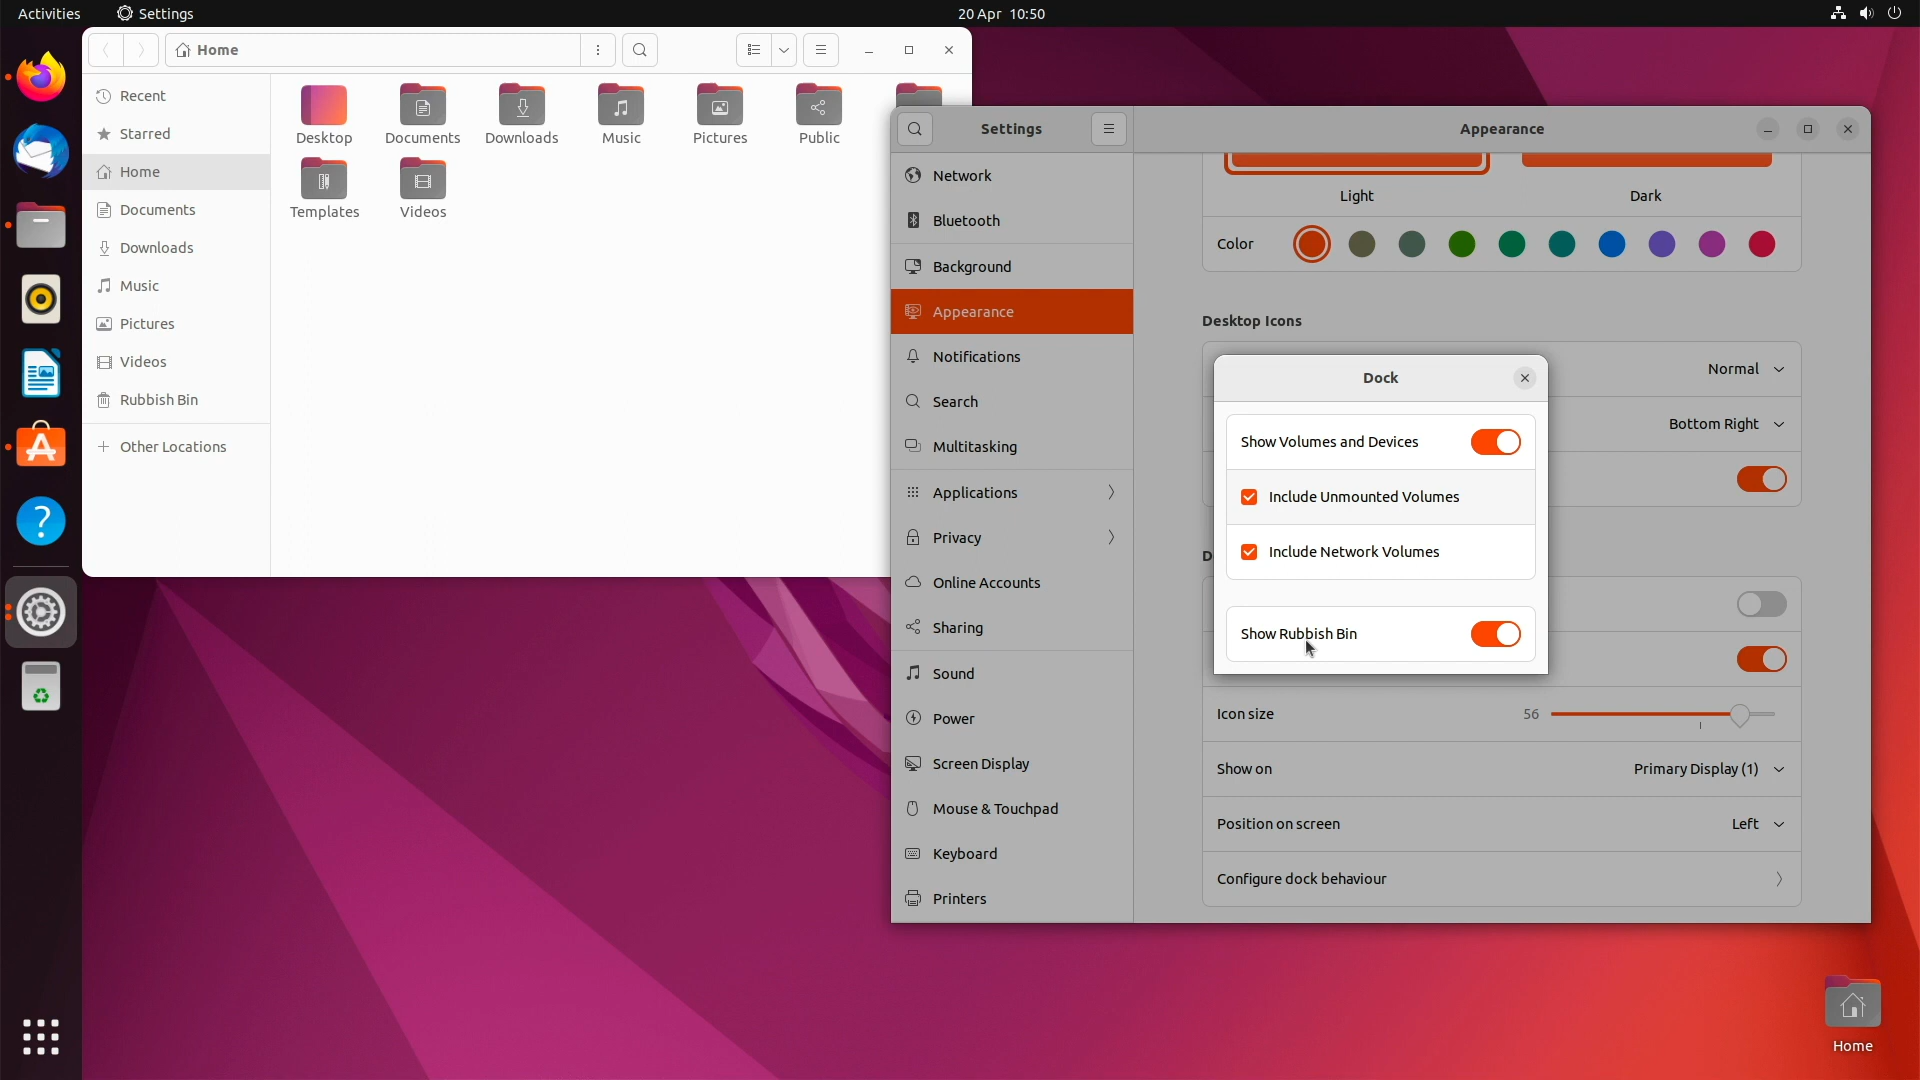 Activities Settings 20 Apr 10:50
Home
Recent
Starred
Home
Documents
Downloads
Music
Pictures
Videos
Rubbish Bin
Other Locations
Desktop Documents Downloads Music Pictures Public
Templates Videos
Settings
Network
Bluetooth
Background
Appearance
Notifications
Search
Multitasking
Applications
Privacy
Online Accounts
Sharing
Sound
Power
Screen Display
Mouse & Touchpad
Keyboard
Printers
Appearance
Light Dark
Color
Desktop Icons
Normal
Bottom Right
Dock
Show Volumes and Devices
Include Unmounted Volumes
Include Network Volumes
Show Rubbish Bin
Icon size 56
Show on Primary Display (1)
Position on screen Left
Configure dock behaviour
Home